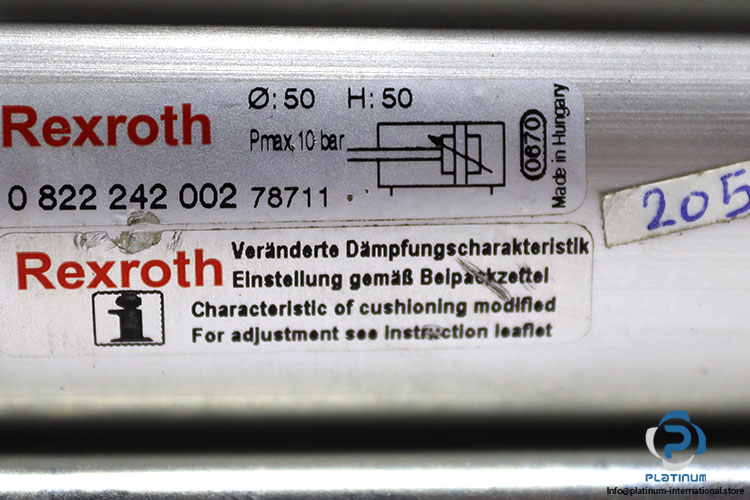 Rexroth
Ø: 50 H: 50
Pmax. 10 bar
0 822 242 002 78711
0670
Made in Hungary
205
Rexroth
Veränderte Dämpfungscharakteristik
Einstellung gemäß Beipackzettel
Characteristic of cushioning modified
For adjustment see instruction leaflet
PLATINUM
Info@platinum-international.store